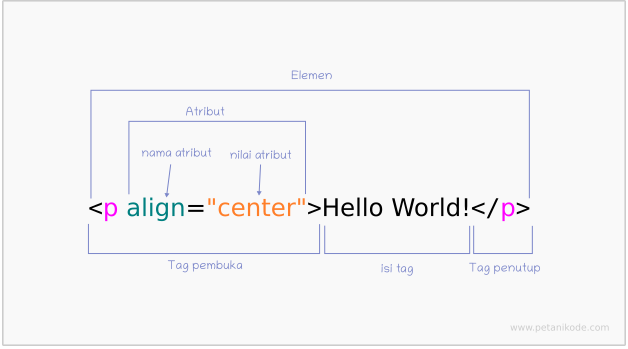 Elemen
Atribut
nama atribut
nilai atribut
<p align="center">Hello World!</p>
Tag pembuka
isi tag
Tag penutup
www.petanikode.com